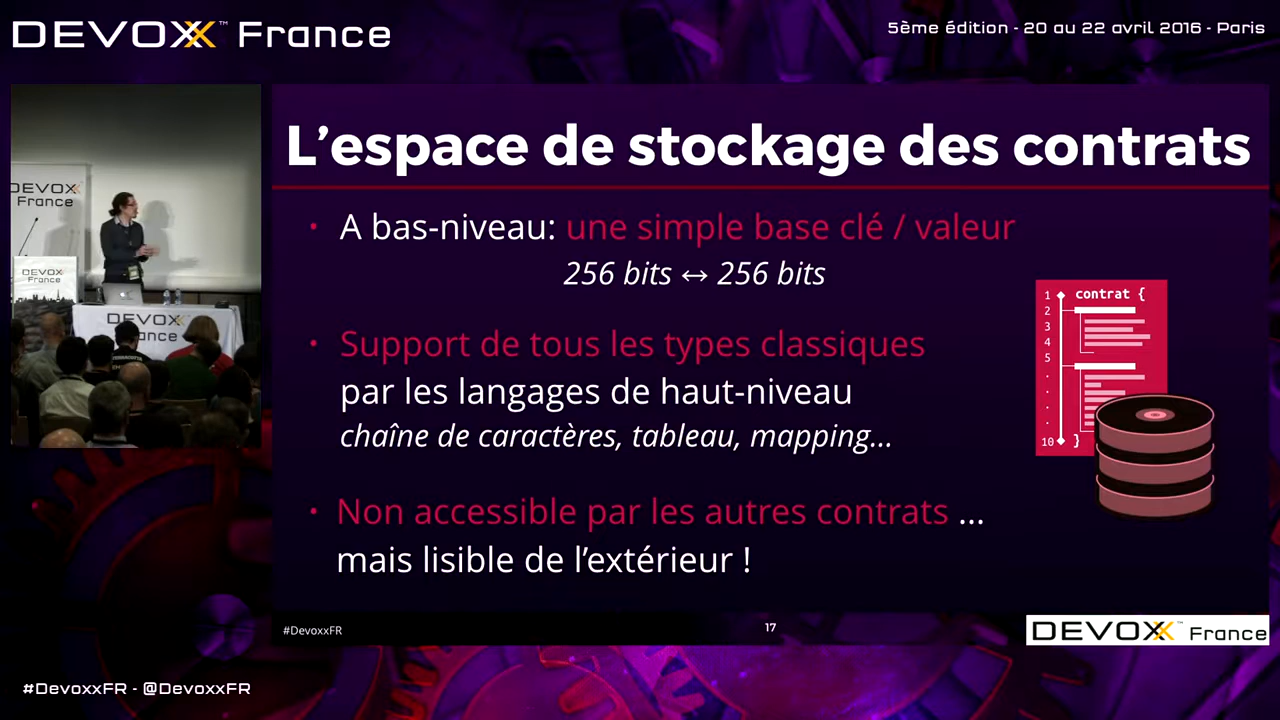 DEVOXX™ France
5ème édition - 20 au 22 avril 2016 - Paris
DEVOXX
France
DEVOXX
France
DEVOXX
France
L’espace de stockage des contrats
• A bas-niveau: une simple base clé / valeur
256 bits ↔ 256 bits
• Support de tous les types classiques
par les langages de haut-niveau
chaîne de caractères, tableau, mapping...
• Non accessible par les autres contrats ...
mais lisible de l’extérieur !
1 contrat {
2
3
4
5
.
.
.
.
10 }
#DevoxxFR
17
DEVOXX™ France
#DevoxxFR - @DevoxxFR